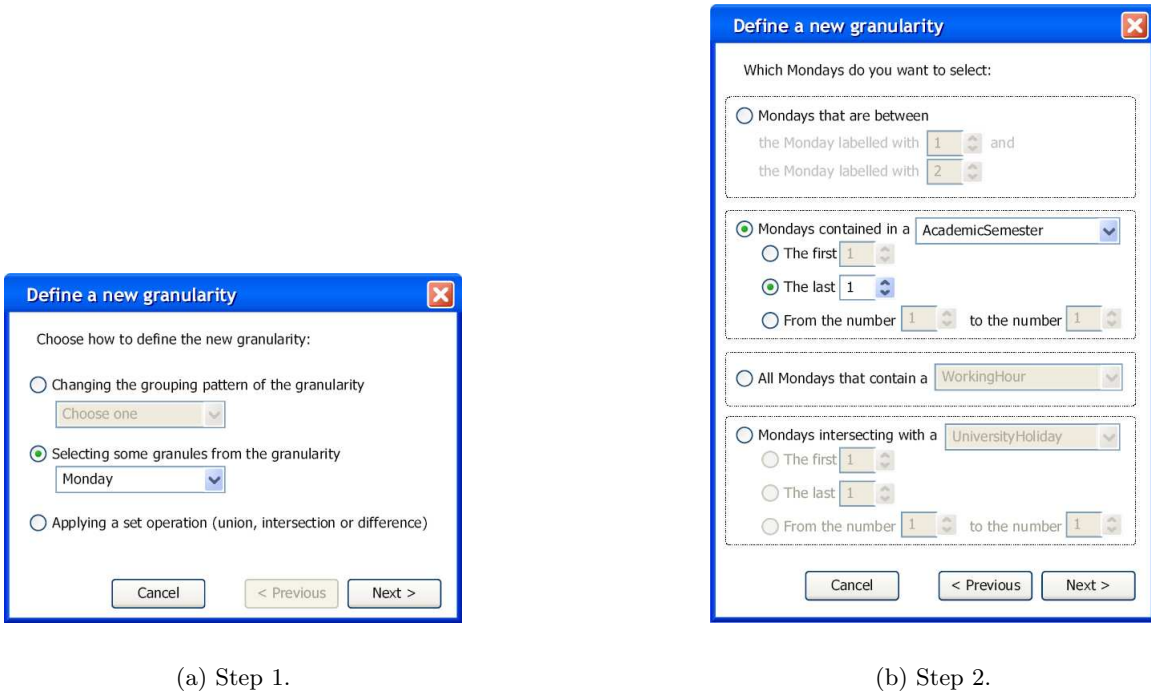 Define a new granularity
Choose how to define the new granularity:
Changing the grouping pattern of the granularity
Choose one
Selecting some granules from the granularity
Monday
Applying a set operation (union, intersection or difference)
Cancel
< Previous
Next >
(a) Step 1.
Define a new granularity
Which Mondays do you want to select:
Mondays that are between
the Monday labelled with 1 and
the Monday labelled with 2
Mondays contained in a AcademicSemester
The first 1
The last 1
From the number 1 to the number 1
All Mondays that contain a WorkingHour
Mondays intersecting with a UniversityHoliday
The first 1
The last 1
From the number 1 to the number 1
Cancel
< Previous
Next >
(b) Step 2.